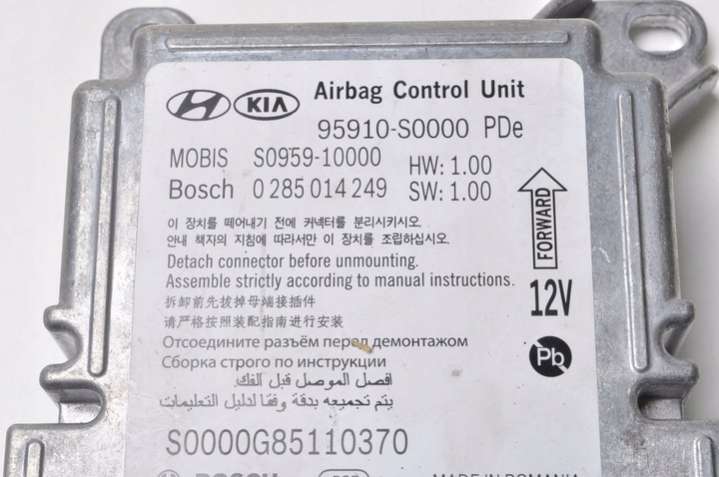 KIA Airbag Control Unit
95910-S0000 PDe
MOBIS S0959-10000 HW: 1.00
Bosch 0 285 014 249 SW: 1.00
이 장치를 떼어내기 전에 커넥터를 분리시키시오.
안내 책자의 지침에 따라서만 이 장치를 조립하십시오.
Detach connector before unmounting.
Assemble strictly according to manual instructions.
拆卸前先拔掉母端接插件
请严格按照装配指南进行安装
Отсоедините разъём перед демонтажом
Сборка строго по инструкции
افصل الموصل قبل الفك.
يتم تجميعه بدقة وفقا لدليل التعليمات
FORWARD
12V
Pb
S0000G85110370
BOSCH MADE IN ROMANIA